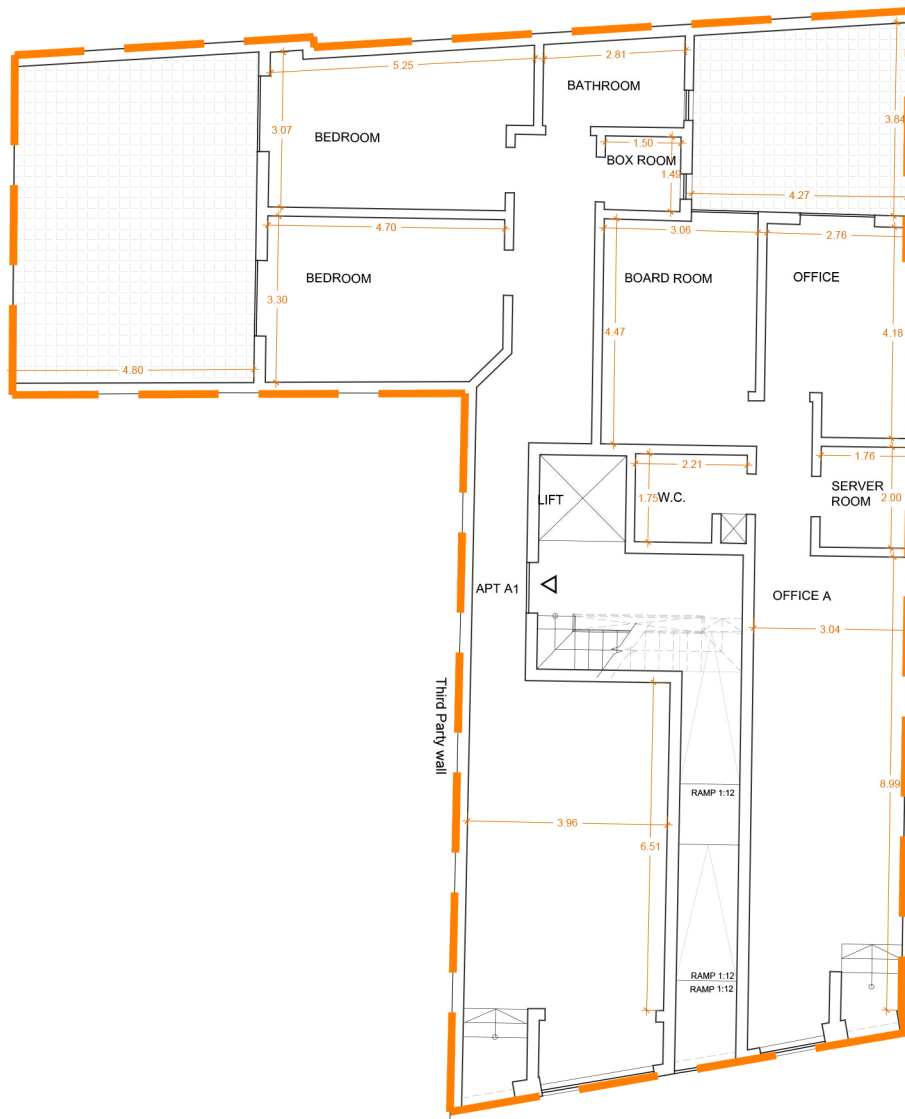 5.25
2.81
BATHROOM
3.84
3.07
BEDROOM
1.50
BOX ROOM
1.49
4.27
4.70
3.06
2.76
BEDROOM
BOARD ROOM
OFFICE
3.30
4.47
4.18
4.80
2.21
1.76
LIFT
1.75
W.C.
SERVER
ROOM
2.00
APT A1
OFFICE A
3.04
Third Party wall
8.99
RAMP 1:12
3.96
6.51
RAMP 1:12
RAMP 1:12